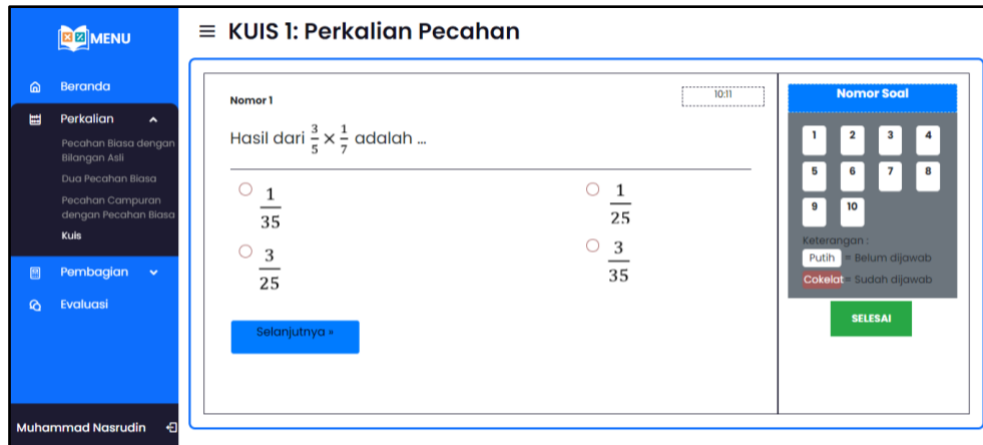 MENU
Beranda
Perkalian
Pecahan Biasa dengan
Bilangan Asli
Dua Pecahan Biasa
Pecahan Campuran
dengan Pecahan Biasa
Kuis
Pembagian
Evaluasi
Muhammad Nasrudin
KUIS 1: Perkalian Pecahan
Nomor 1
10:11
Hasil dari 3/5 × 1/7 adalah ...
1/35
1/25
3/25
3/35
Selanjutnya »
Nomor Soal
1 2 3 4
5 6 7 8
9 10
Keterangan :
Putih = Belum dijawab
Cokelat = Sudah dijawab
SELESAI